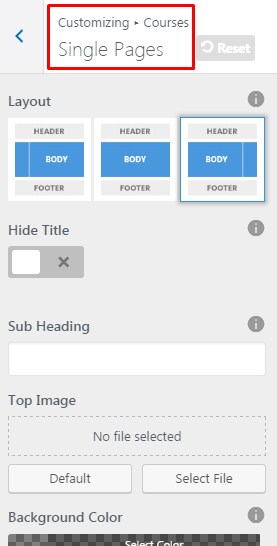 Customizing ▸ Courses
Single Pages
Reset
Layout
HEADER HEADER HEADER
BODY BODY BODY
FOOTER FOOTER FOOTER
Hide Title
Sub Heading
Top Image
No file selected
Default Select File
Background Color
Select Color